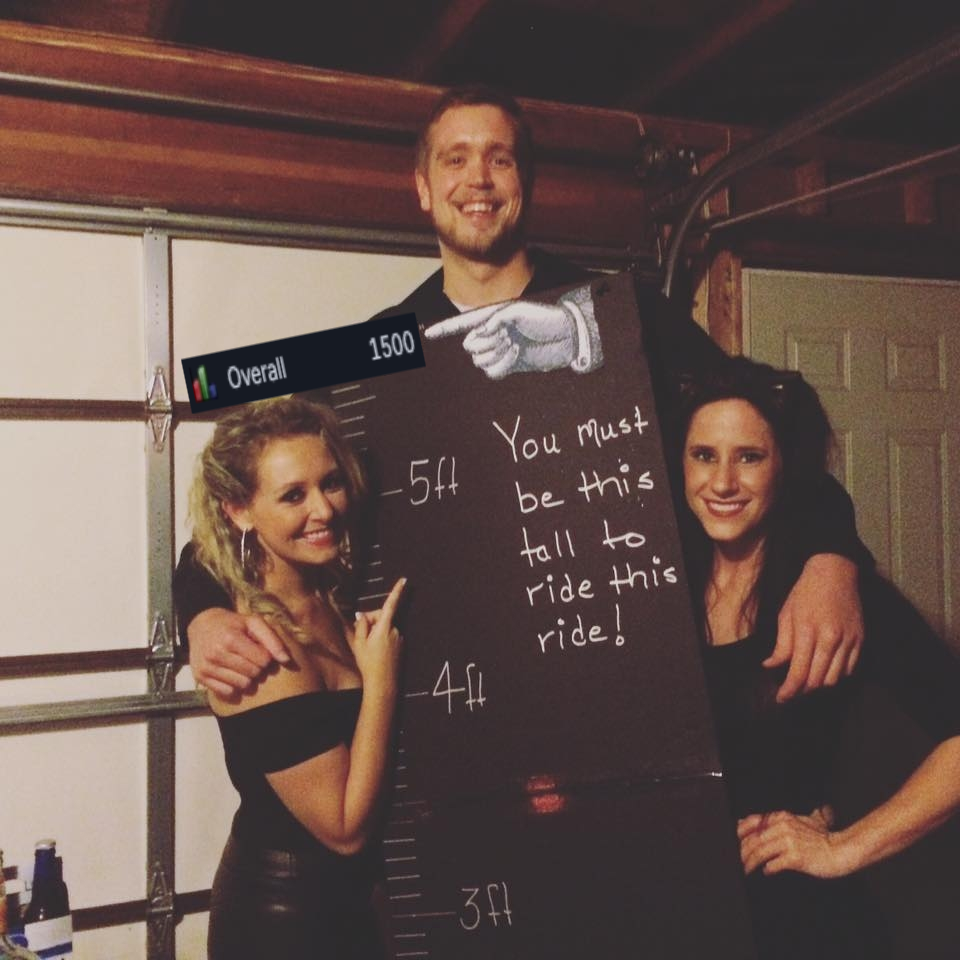 Overall 1500
You must
be this
tall to
ride this
ride!
5ft
4ft
3ft